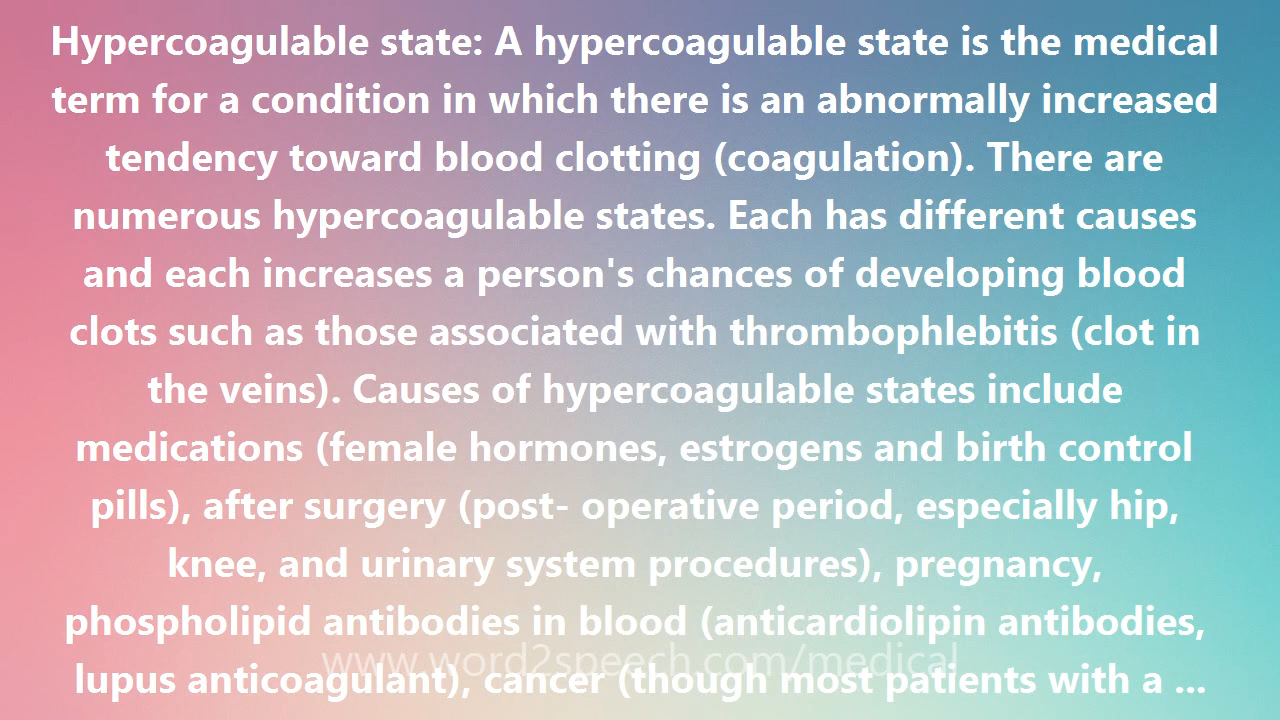 Hypercoagulable state: A hypercoagulable state is the medical
term for a condition in which there is an abnormally increased
tendency toward blood clotting (coagulation). There are
numerous hypercoagulable states. Each has different causes
and each increases a person's chances of developing blood
clots such as those associated with thrombophlebitis (clot in
the veins). Causes of hypercoagulable states include
medications (female hormones, estrogens and birth control
pills), after surgery (post- operative period, especially hip,
knee, and urinary system procedures), pregnancy,
phospholipid antibodies in blood (anticardiolipin antibodies,
www.word2speech.com/medical
lupus anticoagulant), cancer (though most patients with a ...